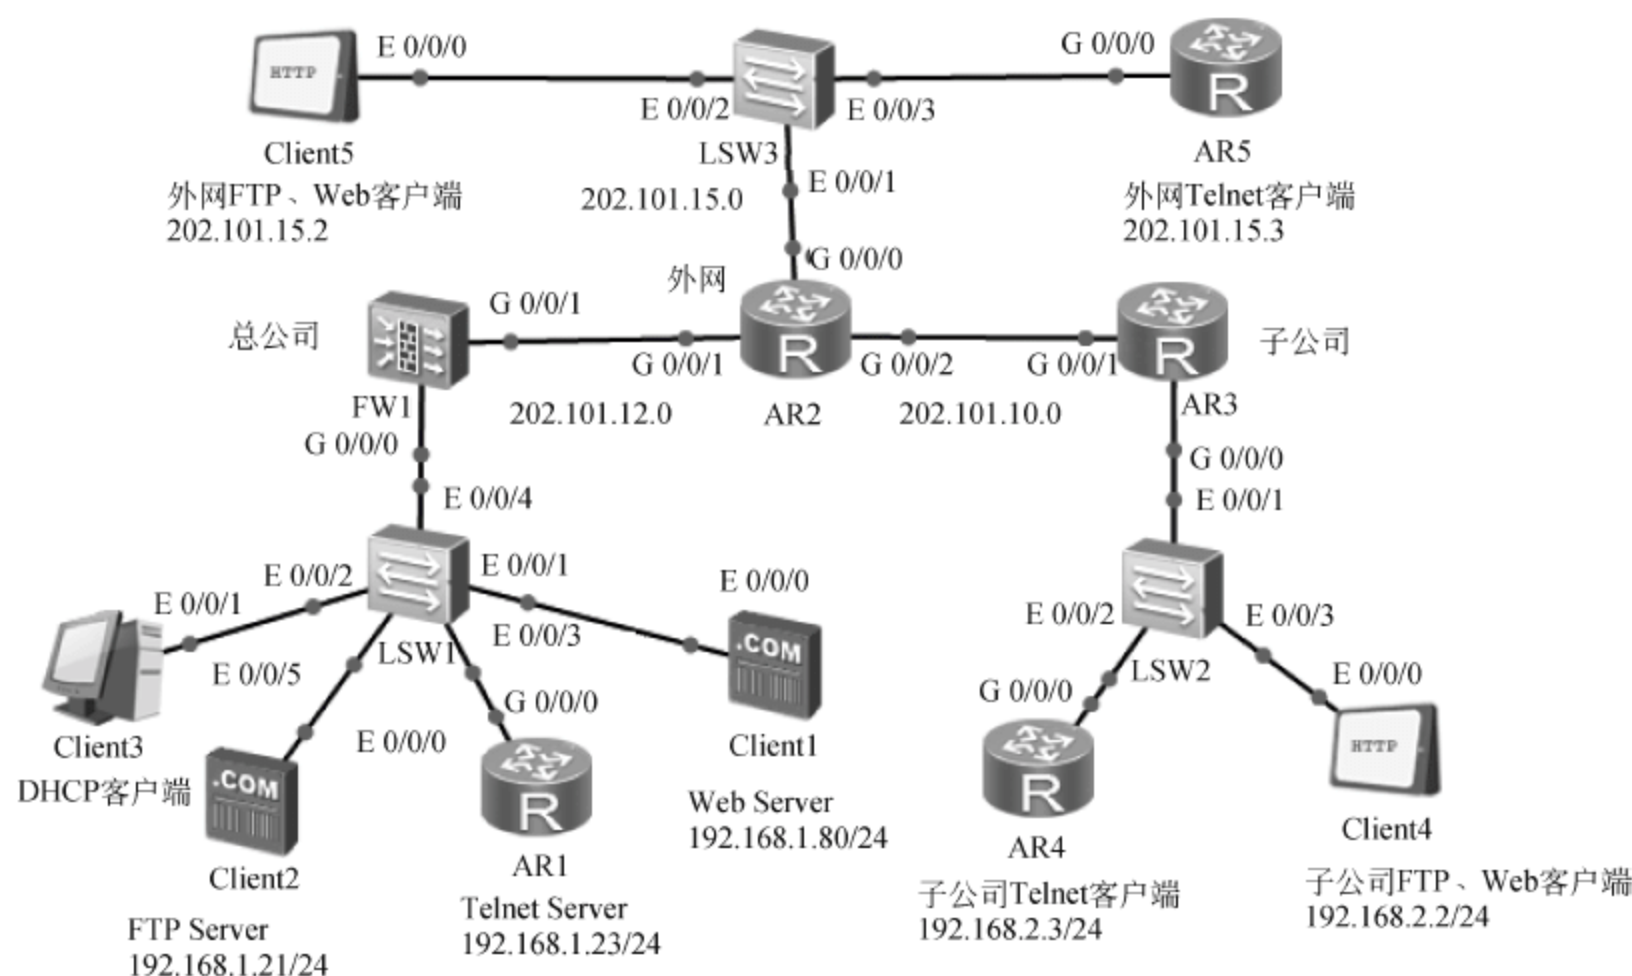 E 0/0/0
G 0/0/0
HTTP
R
E 0/0/2
E 0/0/3
Client5
LSW3
AR5
外网FTP、Web客户端
202.101.15.2
202.101.15.0
E 0/0/1
外网Telnet客户端
202.101.15.3
G 0/0/0
外网
总公司
G 0/0/1
R
R
子公司
G 0/0/1
G 0/0/2
G 0/0/1
FW1
202.101.12.0
AR2
202.101.10.0
AR3
G 0/0/0
G 0/0/0
E 0/0/4
E 0/0/1
E 0/0/2
E 0/0/1
E 0/0/0
E 0/0/1
E 0/0/3
E 0/0/2
E 0/0/3
.COM
E 0/0/5
LSW1
LSW2
G 0/0/0
G 0/0/0
E 0/0/0
Client3
E 0/0/0
Client1
HTTP
DHCP客户端
.COM
R
R
Web Server
192.168.1.80/24
Client4
AR4
Client2
AR1
子公司Telnet客户端
192.168.2.3/24
子公司FTP、Web客户端
192.168.2.2/24
FTP Server
192.168.1.21/24
Telnet Server
192.168.1.23/24